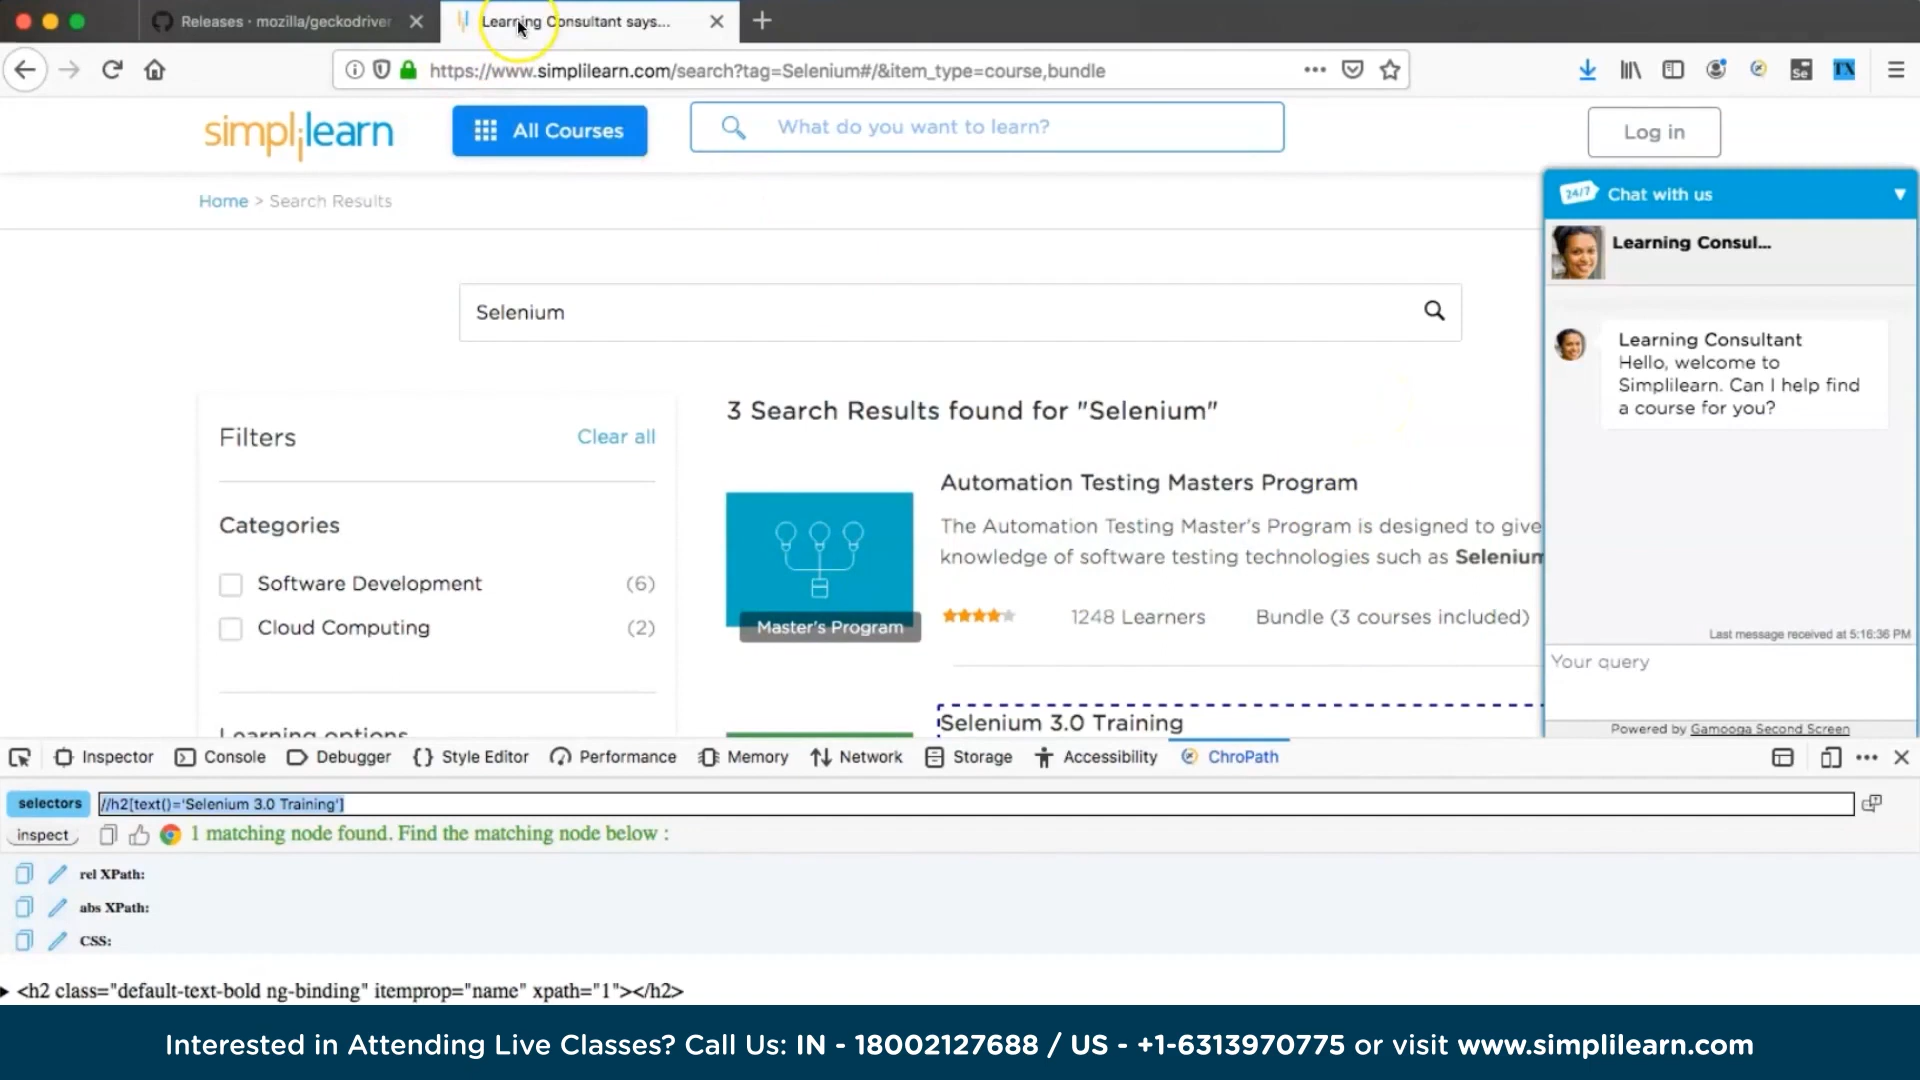 Releases · mozilla/geckodriver
Learning Consultant says...
https://www.simplilearn.com/search?tag=Selenium#/&item_type=course,bundle
Se
TX
simplilearn
All Courses
What do you want to learn?
Log in
Home > Search Results
24/7 Chat with us
Learning Consul...
Selenium
Learning Consultant
Hello, welcome to
Simplilearn. Can I help find
a course for you?
Filters
Clear all
3 Search Results found for "Selenium"
Categories
Software Development (6)
Cloud Computing (2)
Learning options
Automation Testing Masters Program
The Automation Testing Master's Program is designed to give
knowledge of software testing technologies such as Selenium
Master's Program
1248 Learners
Bundle (3 courses included)
Selenium 3.0 Training
Last message received at 5:16:36 PM
Your query
Powered by Gamooga Second Screen
Inspector
Console
Debugger
Style Editor
Performance
Memory
Network
Storage
Accessibility
ChroPath
selectors
//h2[text()='Selenium 3.0 Training']
inspect
1 matching node found. Find the matching node below :
rel XPath:
abs XPath:
CSS:
<h2 class="default-text-bold ng-binding" itemprop="name" xpath="1"></h2>
Interested in Attending Live Classes? Call Us: IN - 18002127688 / US - +1-6313970775 or visit www.simplilearn.com